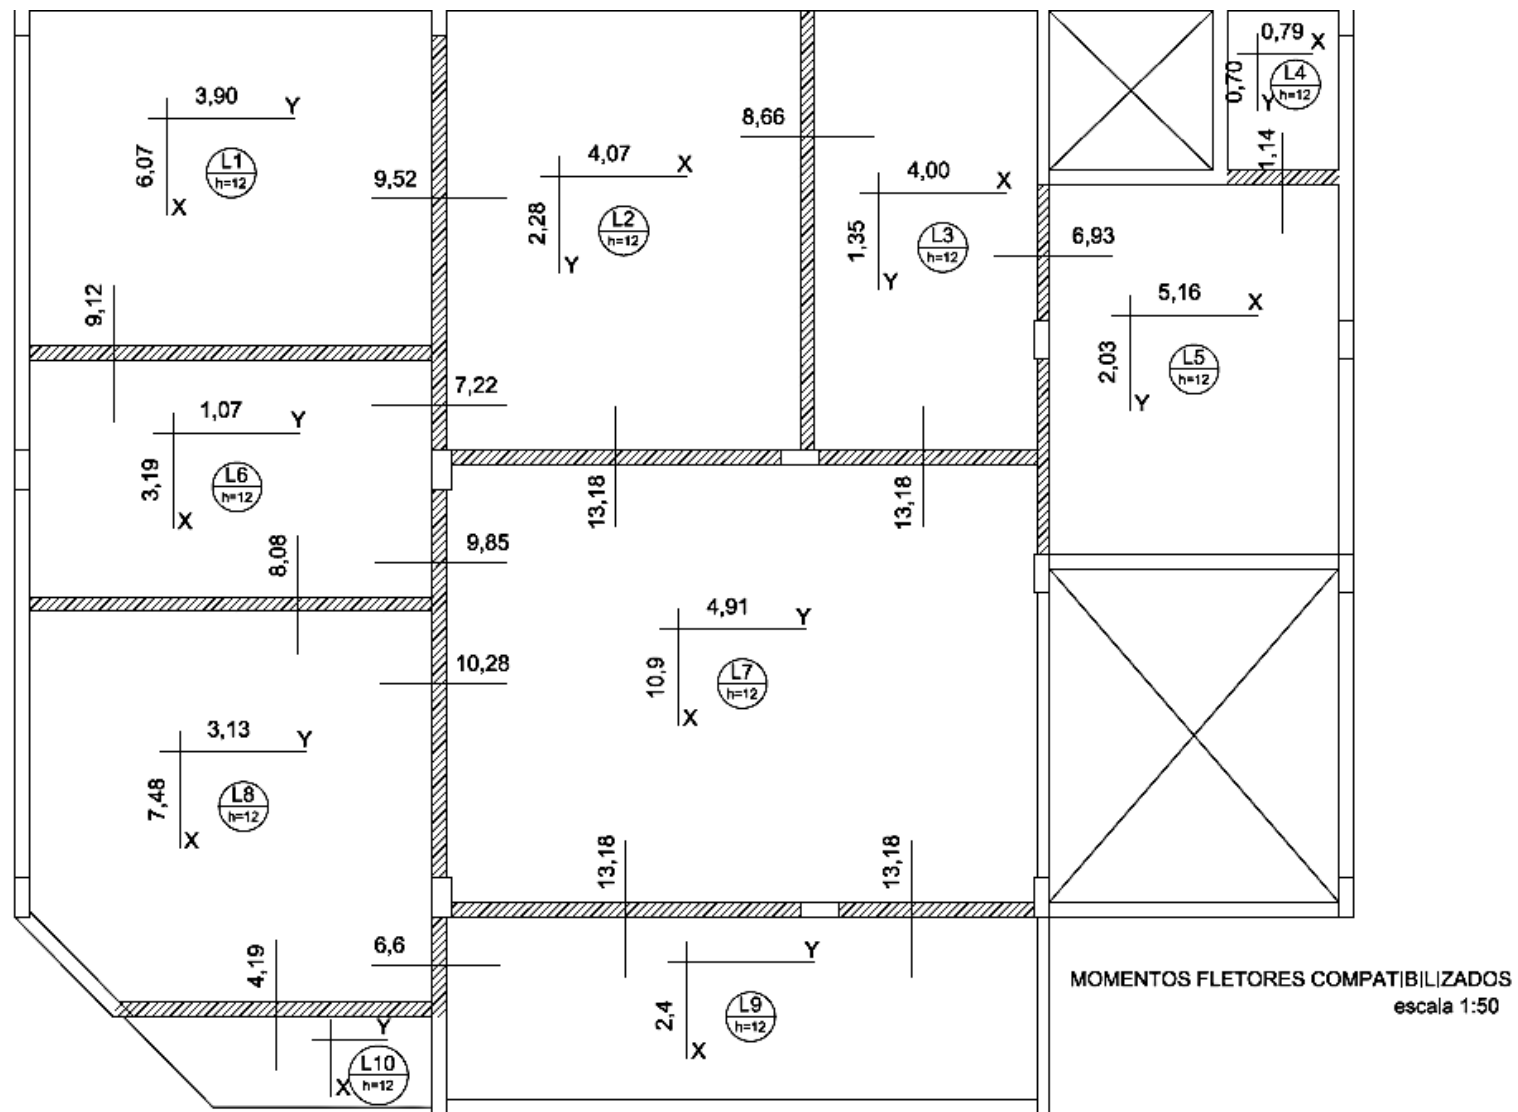 0,79 X
L4
h=12
0,70
Y
3,90 Y
6,07
X
L1
h=12
8,66
4,07 X
2,28
Y
L2
h=12
9,52
4,00 X
1,35
Y
L3
h=12
1,14
6,93
5,16 X
2,03
Y
L5
h=12
9,12
7,22
1,07 Y
3,19
X
L6
h=12
13,18
13,18
8,08
9,85
4,91 Y
10,9
X
L7
h=12
10,28
3,13 Y
7,48
X
L8
h=12
13,18
13,18
4,19
6,6
Y
2,4
X
L9
h=12
MOMENTOS FLETORES COMPATIBILIZADOS
escala 1:50
Y
X
L10
h=12